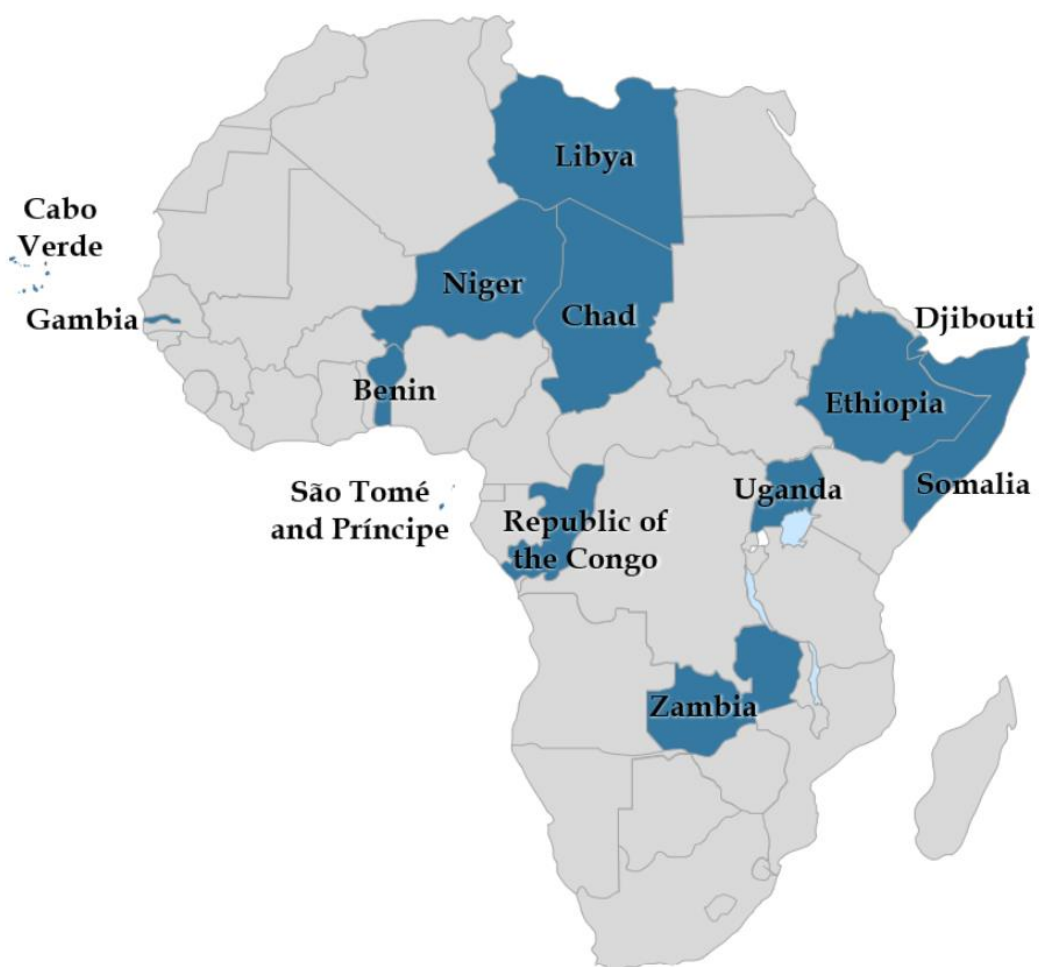 Libya
Cabo
Verde
Niger
Gambia
Chad
Djibouti
Benin
Ethiopia
São Tomé
and Príncipe
Uganda
Somalia
Republic of
the Congo
Zambia